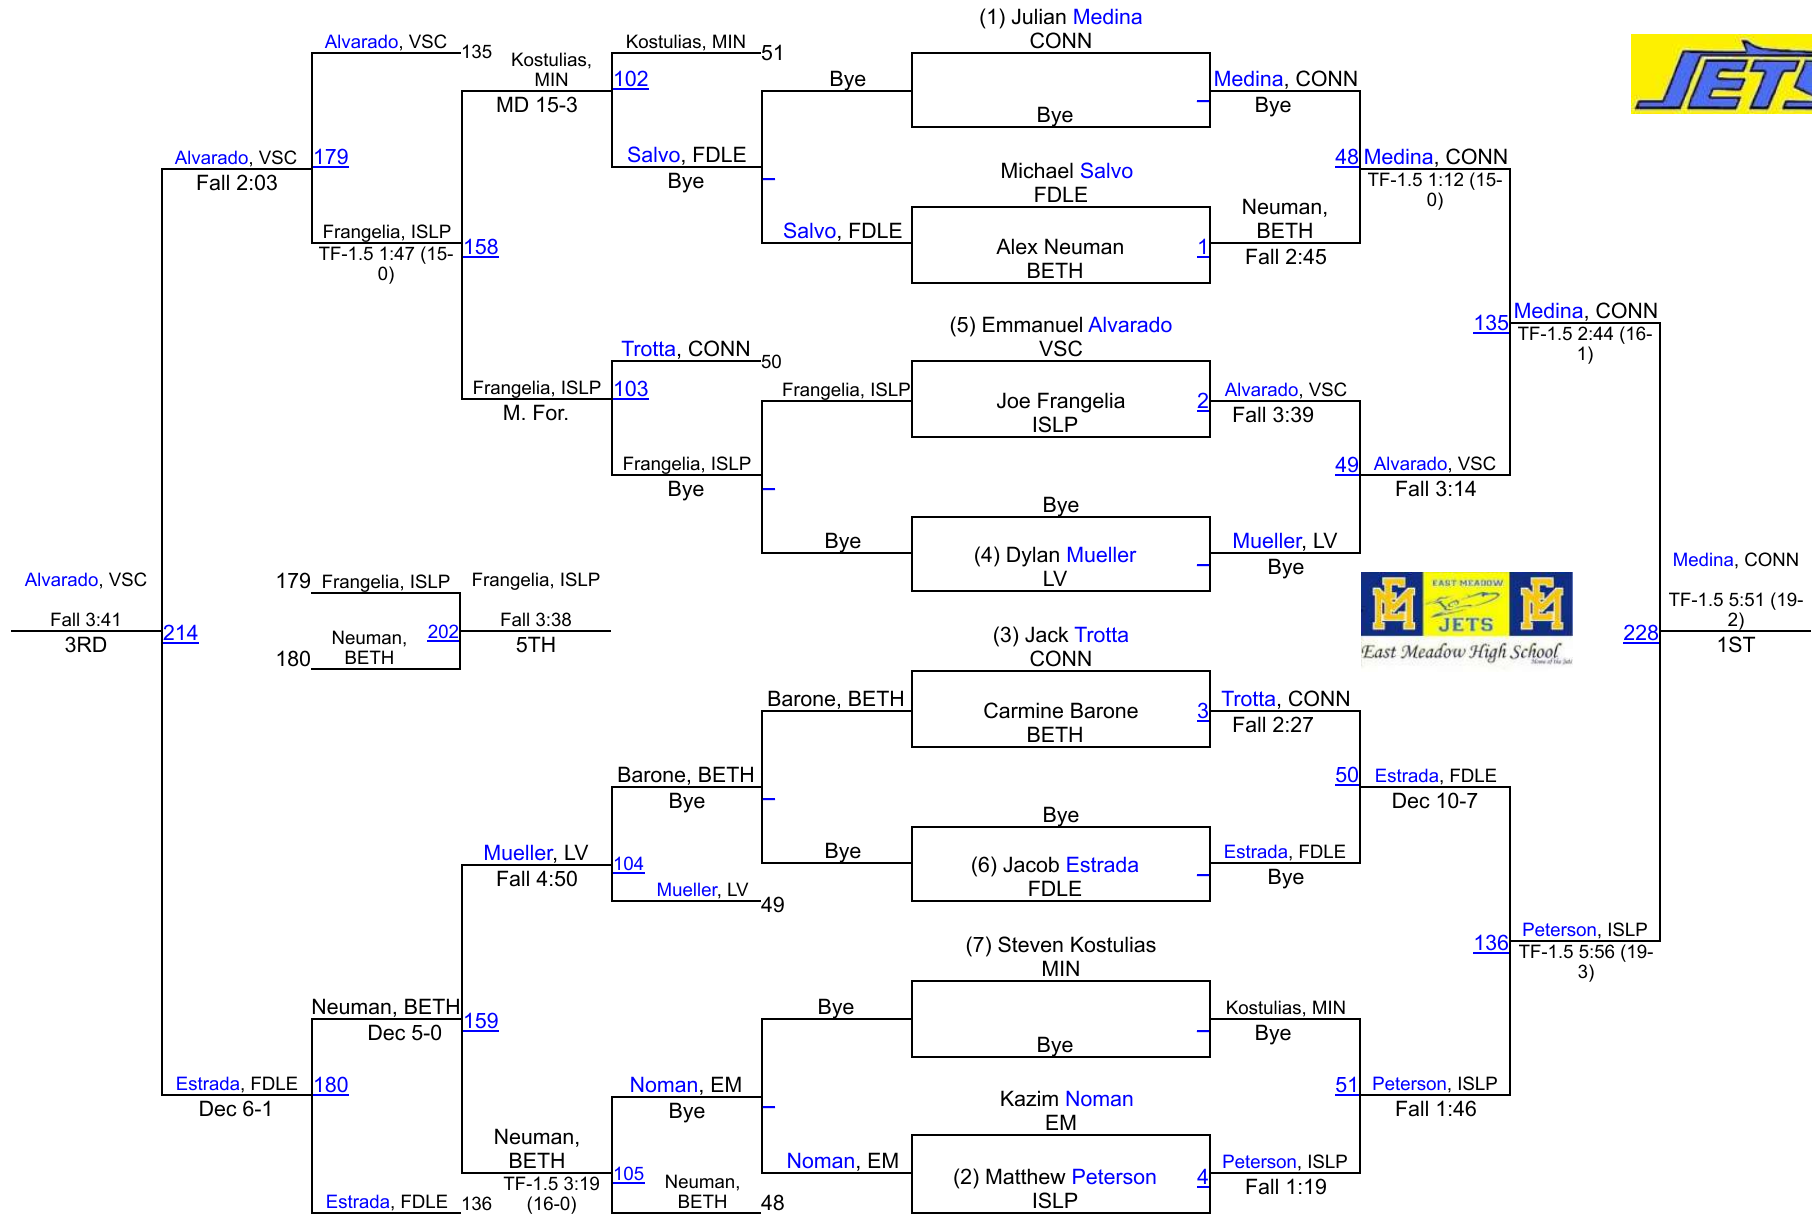 (1) Julian Medina
CONN
Bye
Michael Salvo
FDLE
Alex Neuman
BETH
1
(5) Emmanuel Alvarado
VSC
Joe Frangelia
ISLP
2
Bye
(4) Dylan Mueller
LV
(3) Jack Trotta
CONN
Carmine Barone
BETH
3
Bye
(6) Jacob Estrada
FDLE
(7) Steven Kostulias
MIN
Bye
Kazim Noman
EM
(2) Matthew Peterson
ISLP
4
Medina, CONN
Bye
Neuman,
BETH
Fall 2:45
Alvarado, VSC
Fall 3:39
Mueller, LV
Bye
Trotta, CONN
Fall 2:27
Estrada, FDLE
Bye
Kostulias, MIN
Bye
Peterson, ISLP
Fall 1:19
48
Medina, CONN
TF-1.5 1:12 (15-
0)
49
Alvarado, VSC
Fall 3:14
50
Estrada, FDLE
Dec 10-7
51
Peterson, ISLP
Fall 1:46
135
Medina, CONN
TF-1.5 2:44 (16-
1)
136
Peterson, ISLP
TF-1.5 5:56 (19-
3)
228
Medina, CONN
TF-1.5 5:51 (19-
2)
1ST
Bye
Salvo, FDLE
Frangelia, ISLP
Bye
Barone, BETH
Bye
Bye
Noman, EM
Kostulias, MIN
51
Salvo, FDLE
Bye
Trotta, CONN
50
Frangelia, ISLP
Bye
Barone, BETH
Bye
Mueller, LV
49
Noman, EM
Bye
Neuman,
BETH
48
Kostulias,
MIN
MD 15-3
102
Frangelia, ISLP
M. For.
103
Mueller, LV
Fall 4:50
104
Neuman,
BETH
TF-1.5 3:19
(16-0)
105
Alvarado, VSC
135
Frangelia, ISLP
TF-1.5 1:47 (15-
0)
158
Neuman, BETH
Dec 5-0
159
Estrada, FDLE
136
Alvarado, VSC
Fall 2:03
179
Estrada, FDLE
Dec 6-1
180
Alvarado, VSC
Fall 3:41
3RD
214
179
Frangelia, ISLP
180
Neuman,
BETH
202
Frangelia, ISLP
Fall 3:38
5TH
JETS
EM
EAST MEADOW
JETS
EM
East Meadow High School
Home of the Jets